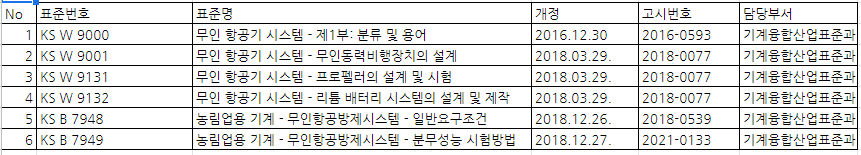 No 표준번호 표준명 개정 고시번호 담당부서
1 KS W 9000 무인 항공기 시스템 - 제1부: 분류 및 용어 2016.12.30 2016-0593 기계융합산업표준과
2 KS W 9001 무인 항공기 시스템 - 무인동력비행장치의 설계 2018.03.29. 2018-0077 기계융합산업표준과
3 KS W 9131 무인 항공기 시스템 - 프로펠러의 설계 및 시험 2018.03.29. 2018-0077 기계융합산업표준과
4 KS W 9132 무인 항공기 시스템 - 리튬 배터리 시스템의 설계 및 제작 2018.03.29. 2018-0077 기계융합산업표준과
5 KS B 7948 농림업용 기계 - 무인항공방제시스템 - 일반요구조건 2018.12.26. 2018-0539 기계융합산업표준과
6 KS B 7949 농림업용 기계 - 무인항공방제시스템 - 분무성능 시험방법 2018.12.27. 2021-0133 기계융합산업표준과